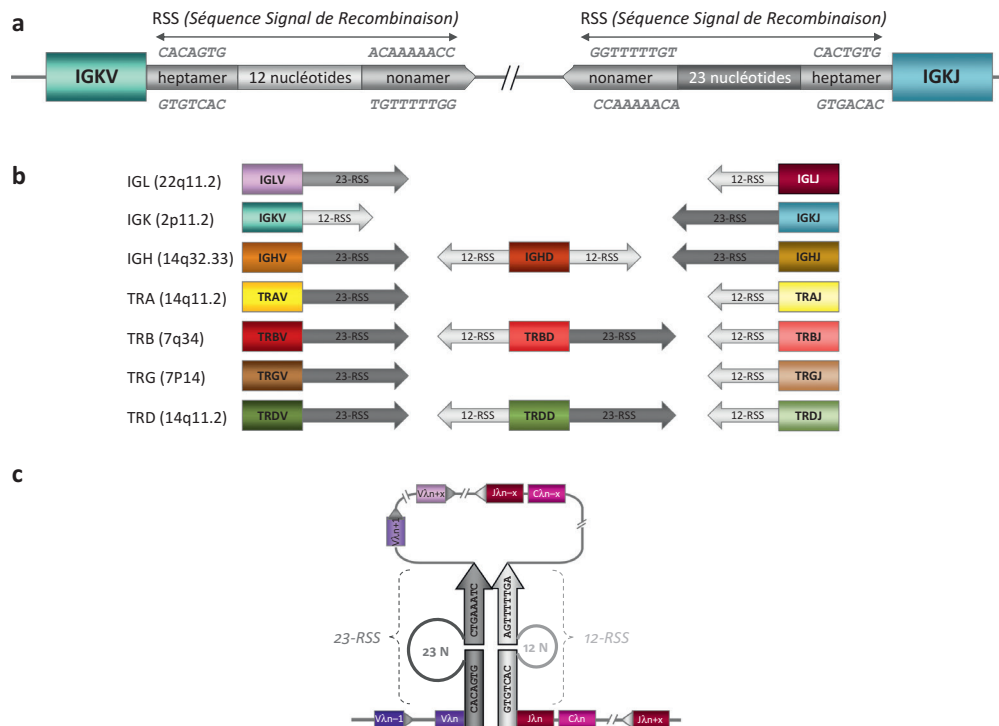 a
RSS (Séquence Signal de Recombinaison) RSS (Séquence Signal de Recombinaison)
CACAGTG ACAAAAACC GGTTTTTGT CACTGTG
IGKV heptamer 12 nucléotides nonamer // nonamer 23 nucléotides heptamer IGKJ
GTGTCAC TGTTTTTGG CCAAAAACA GTGACAC
b
IGL (22q11.2) IGLV 23-RSS 12-RSS IGLJ
IGK (2p11.2) IGKV 12-RSS 23-RSS IGKJ
IGH (14q32.33) IGHV 23-RSS 12-RSS IGHD 12-RSS 23-RSS IGHJ
TRA (14q11.2) TRAV 23-RSS 12-RSS TRAJ
TRB (7q34) TRBV 23-RSS 12-RSS TRBD 23-RSS 12-RSS TRBJ
TRG (7P14) TRGV 23-RSS 12-RSS TRGJ
TRD (14q11.2) TRDV 23-RSS 12-RSS TRDD 23-RSS 12-RSS TRDJ
c
Vλn+x // Jλn–x Cλn–x
Vλn+1
CTGAAATC AGTTTTTGA
23-RSS 23 N 12 N 12-RSS
CACAGTG GTGTCAC
Vλn–1 Vλn Jλn Cλn // Jλn+x